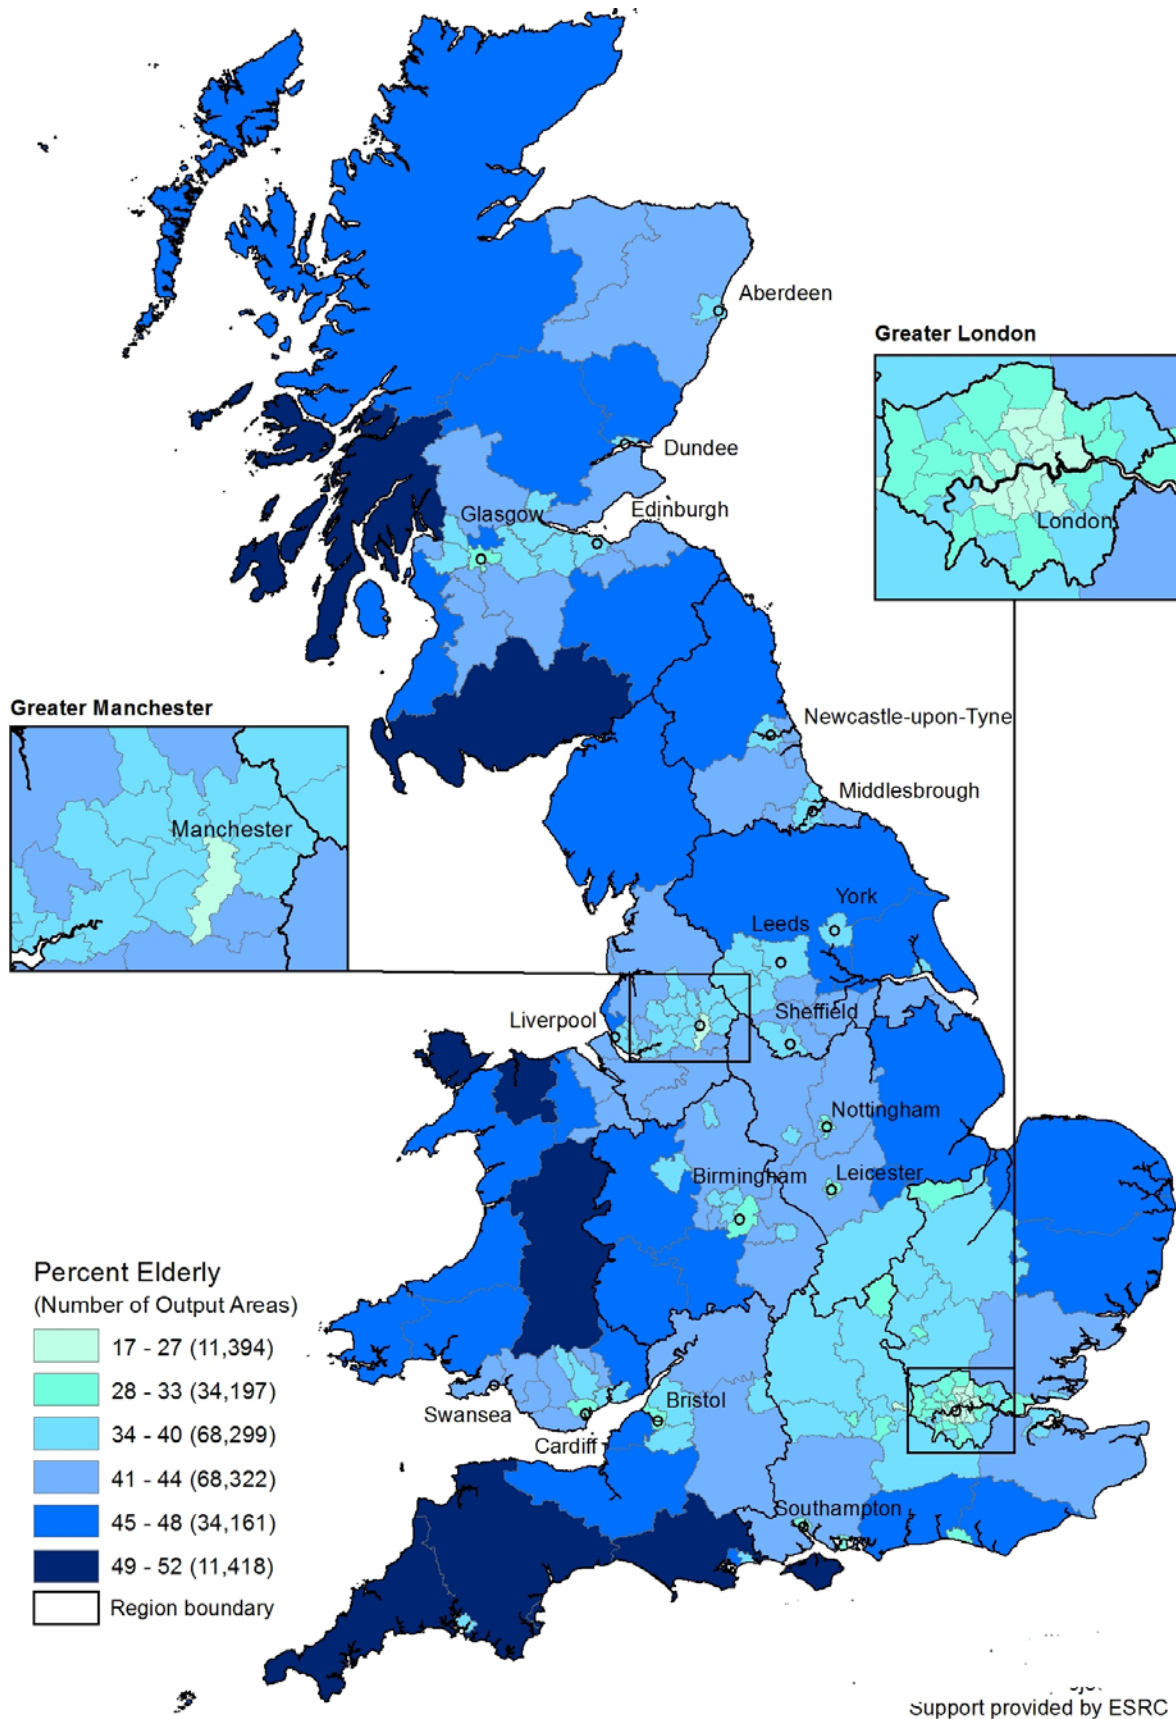 Aberdeen
Greater London
Dundee
Edinburgh
Glasgow
London
Greater Manchester
Newcastle-upon-Tyne
Middlesbrough
Manchester
York
Leeds
Sheffield
Liverpool
Nottingham
Birmingham
Leicester
Percent Elderly
(Number of Output Areas)
17 - 27 (11,394)
28 - 33 (34,197)
34 - 40 (68,299)
41 - 44 (68,322)
45 - 48 (34,161)
49 - 52 (11,418)
Region boundary
Swansea
Bristol
Cardiff
Southampton
Support provided by ESRC